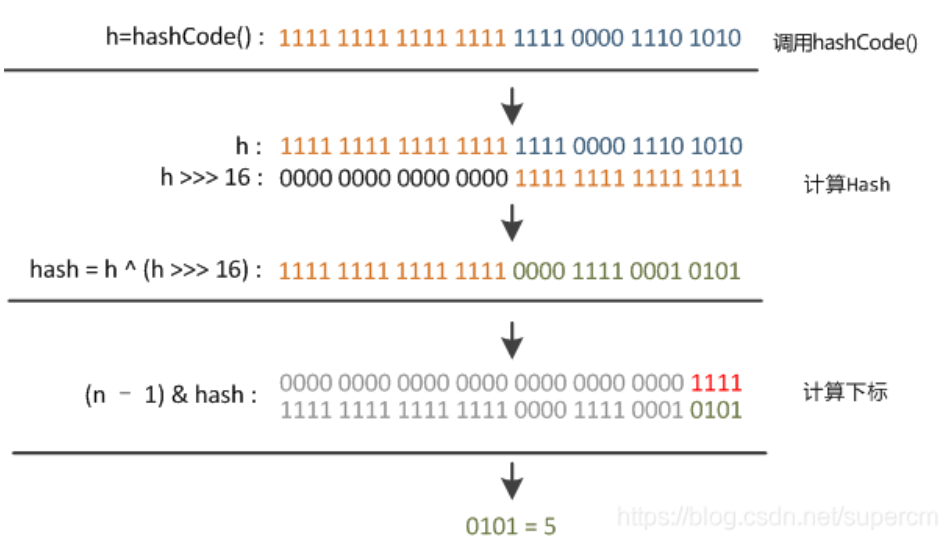 h=hashCode() : 1111 1111 1111 1111 1111 0000 1110 1010 调用hashCode()
h : 1111 1111 1111 1111 1111 0000 1110 1010
h >>> 16 : 0000 0000 0000 0000 1111 1111 1111 1111
计算Hash
hash = h ^ (h >>> 16) : 1111 1111 1111 1111 0000 1111 0001 0101
0000 0000 0000 0000 0000 0000 0000 1111
(n - 1) & hash : 计算下标
1111 1111 1111 1111 0000 1111 0001 0101
0101 = 5
https://blog.csdn.net/supercm